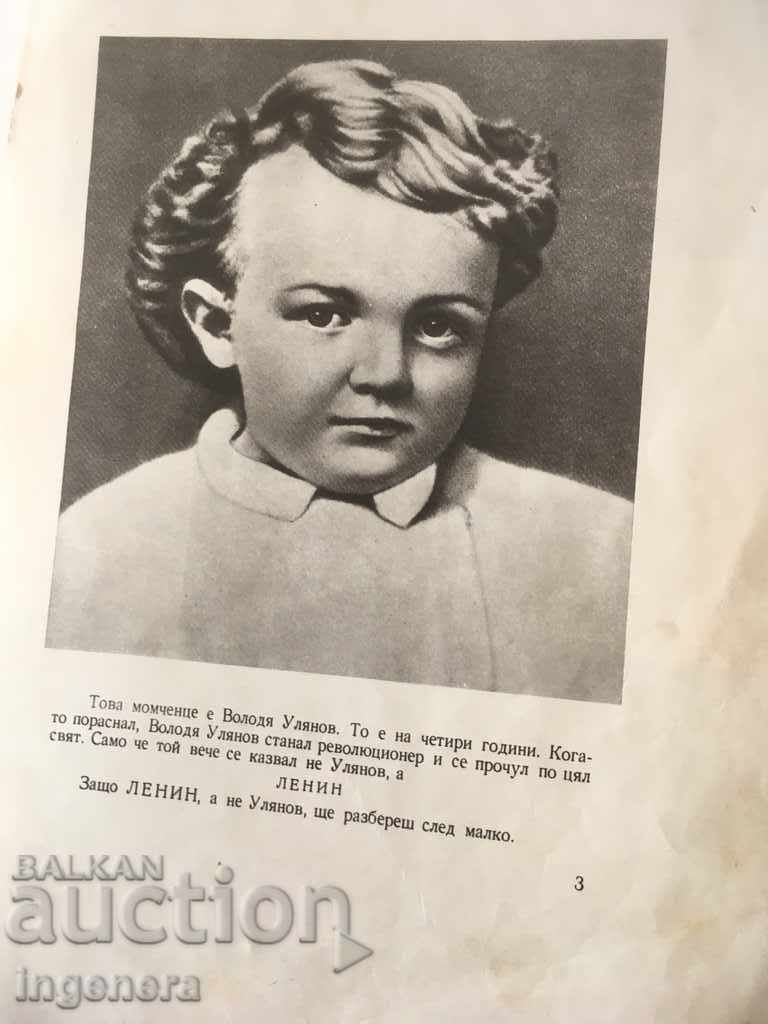 Това момченце е Володя Улянов. То е на четири години. Кога-
то пораснал, Володя Улянов станал революционер и се прочул по цял
свят. Само че той вече се казвал не Улянов, а
ЛЕНИН
Защо ЛЕНИН, а не Улянов, ще разбереш след малко.
3
BALKAN
auction
ingenera